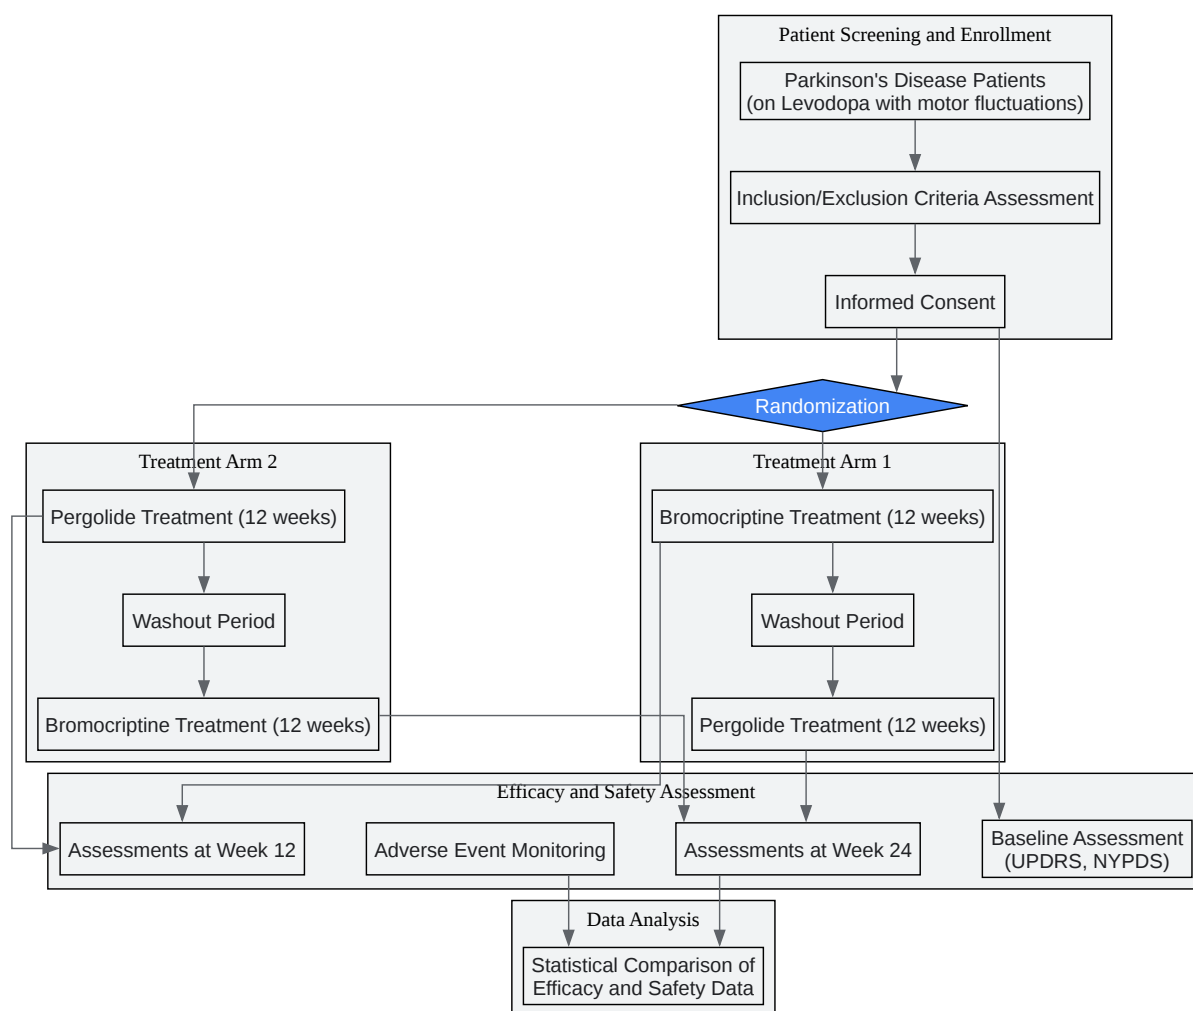 Patient Screening and Enrollment
Parkinson's Disease Patients
(on Levodopa with motor fluctuations)
Inclusion/Exclusion Criteria Assessment
Informed Consent
Randomization
Treatment Arm 2
Pergolide Treatment (12 weeks)
Washout Period
Bromocriptine Treatment (12 weeks)
Treatment Arm 1
Bromocriptine Treatment (12 weeks)
Washout Period
Pergolide Treatment (12 weeks)
Efficacy and Safety Assessment
Assessments at Week 12
Adverse Event Monitoring
Assessments at Week 24
Baseline Assessment
(UPDRS, NYPDS)
Data Analysis
Statistical Comparison of
Efficacy and Safety Data